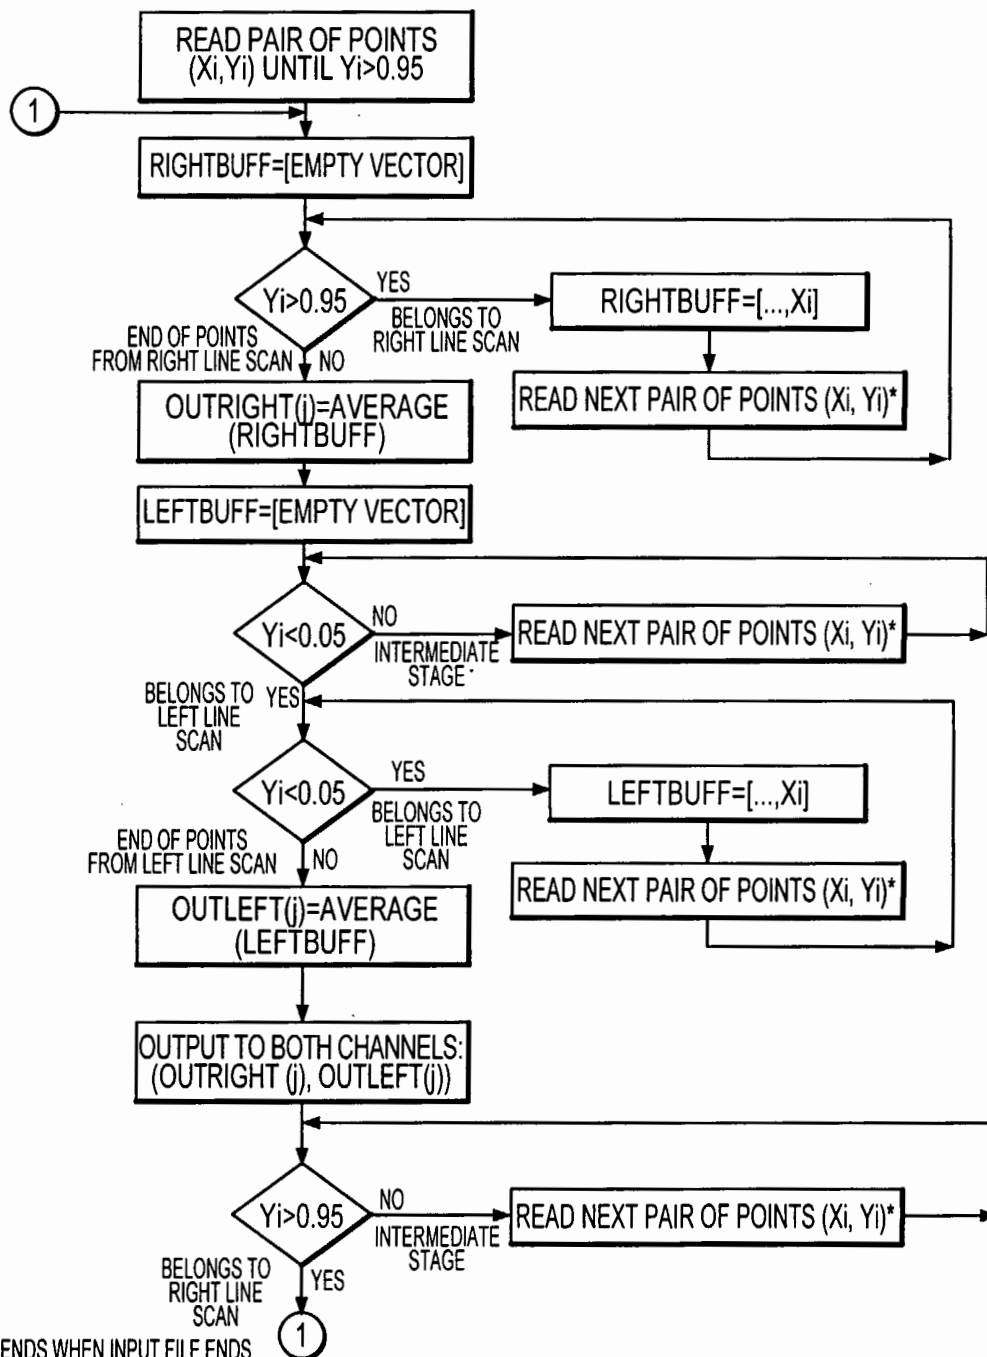 READ PAIR OF POINTS
(Xi,Yi) UNTIL Yi>0.95
1
RIGHTBUFF=[EMPTY VECTOR]
Yi>0.95
YES
BELONGS TO
RIGHT LINE SCAN
RIGHTBUFF=[...,Xi]
READ NEXT PAIR OF POINTS (Xi, Yi)*
END OF POINTS
FROM RIGHT LINE SCAN
NO
OUTRIGHT(j)=AVERAGE
(RIGHTBUFF)
LEFTBUFF=[EMPTY VECTOR]
Yi<0.05
NO
INTERMEDIATE
STAGE
READ NEXT PAIR OF POINTS (Xi, Yi)*
BELONGS TO
LEFT LINE
SCAN
YES
Yi<0.05
YES
BELONGS TO
LEFT LINE
SCAN
LEFTBUFF=[...,Xi]
READ NEXT PAIR OF POINTS (Xi, Yi)*
END OF POINTS
FROM LEFT LINE SCAN
NO
OUTLEFT(j)=AVERAGE
(LEFTBUFF)
OUTPUT TO BOTH CHANNELS:
(OUTRIGHT (j), OUTLEFT(j))
Yi>0.95
NO
INTERMEDIATE
STAGE
READ NEXT PAIR OF POINTS (Xi, Yi)*
BELONGS TO
RIGHT LINE
SCAN
YES
1
ENDS WHEN INPUT FILE ENDS